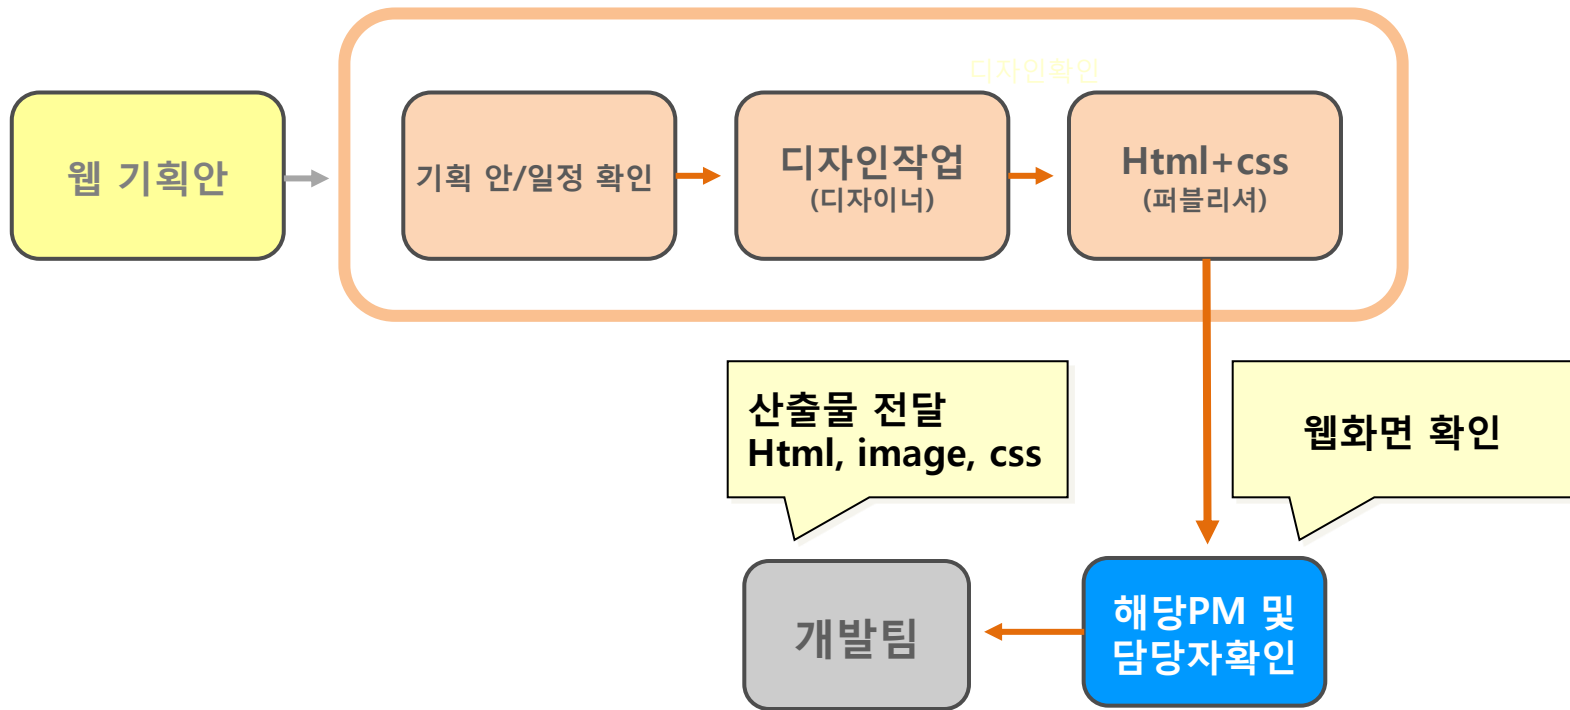 디자인확인
웹 기획안
기획 안/일정 확인
디자인작업
(디자이너)
Html+css
(퍼블리셔)
산출물 전달
Html, image, css
웹화면 확인
개발팀
해당PM 및
담당자확인